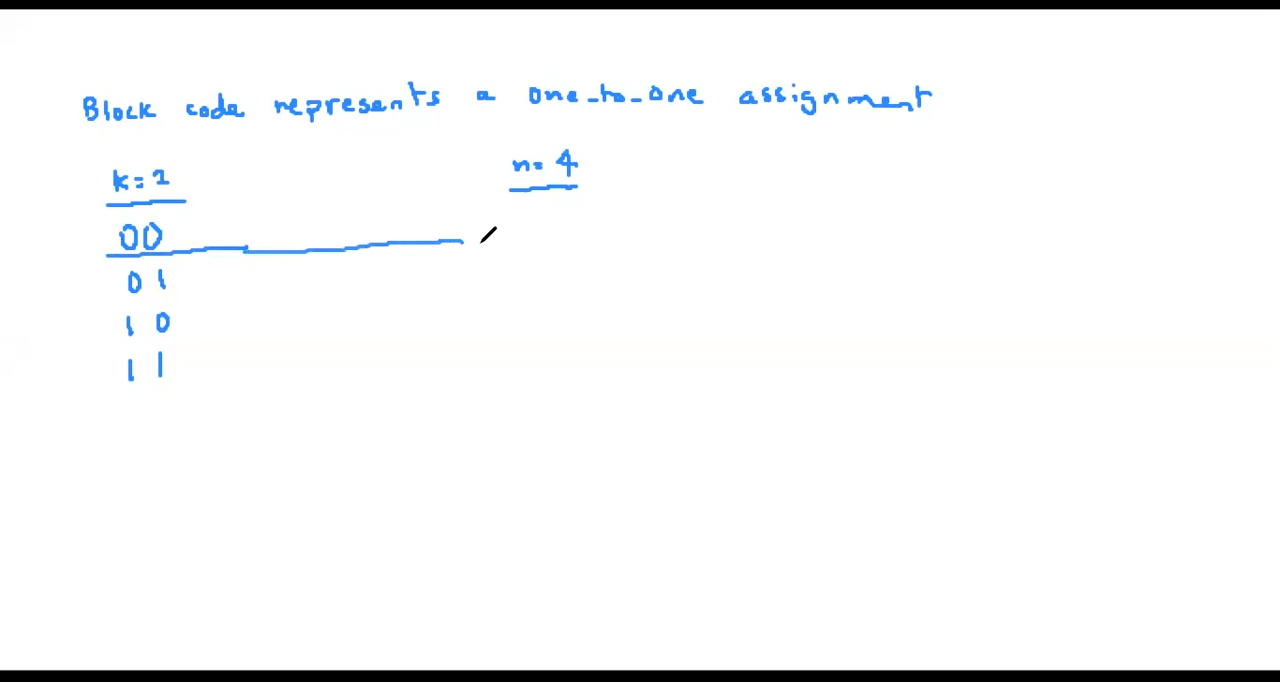 Block code represents a one-to-one assignment
k=2
n=4
00
01
10
11